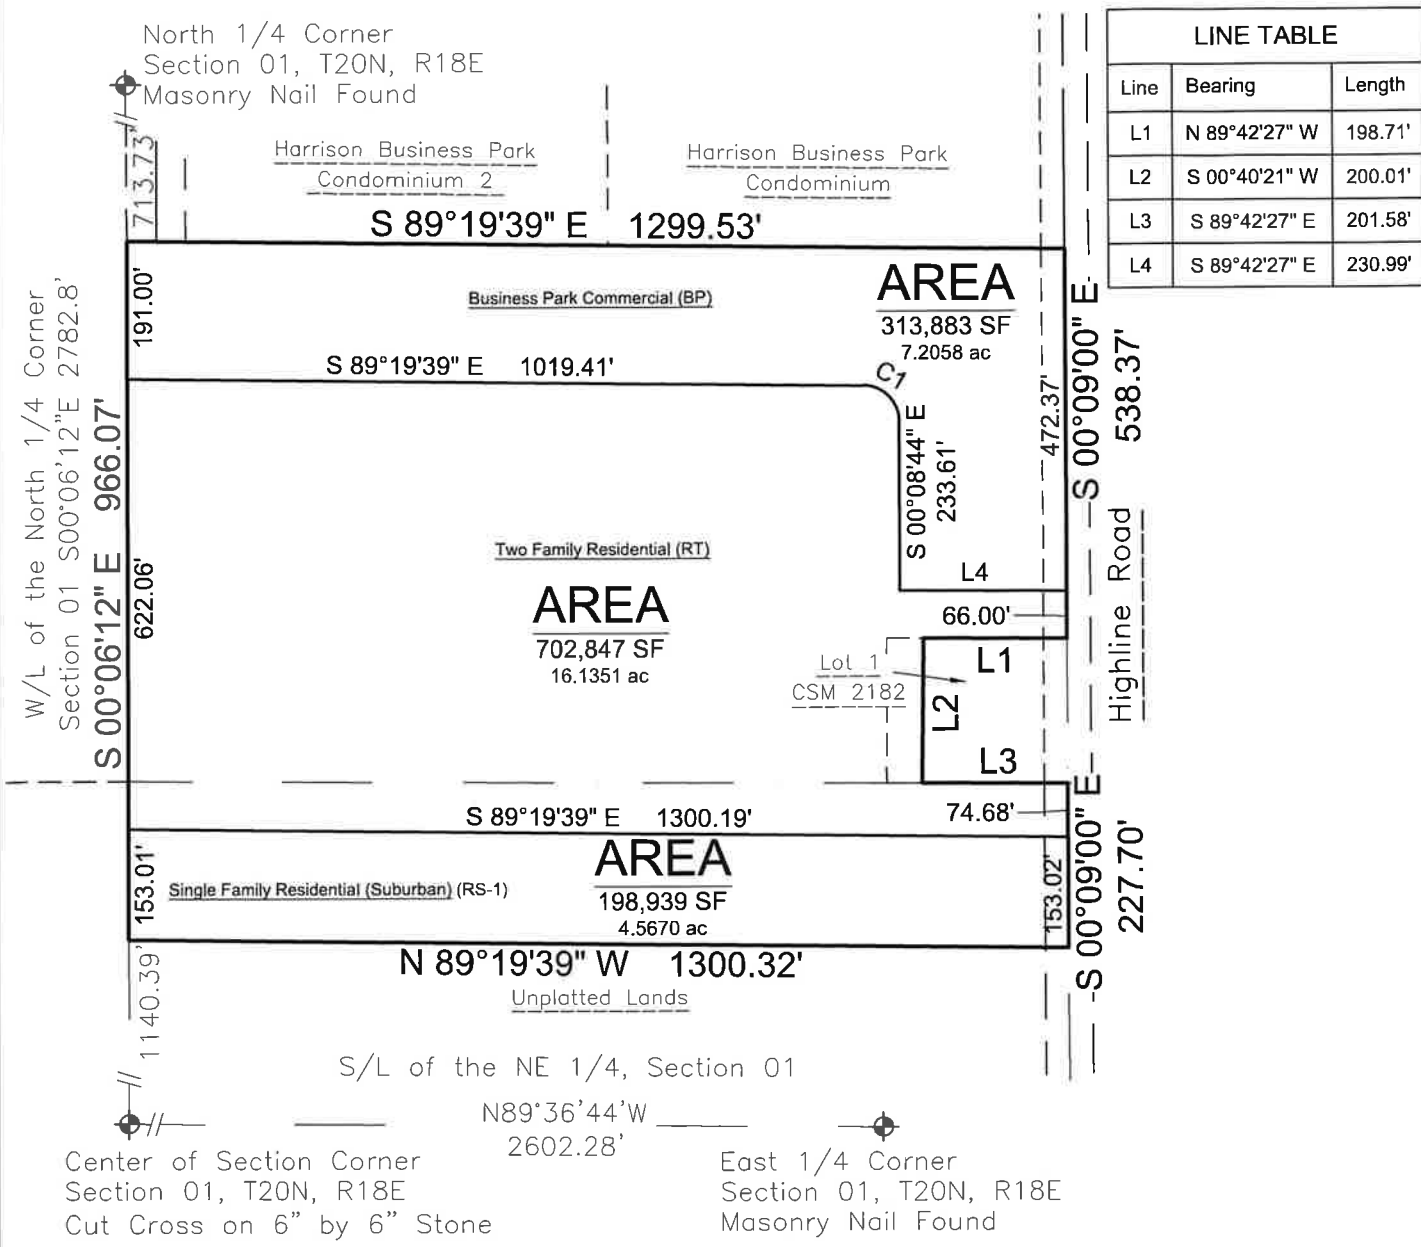 North 1/4 Corner
Section 01, T20N, R18E
Masonry Nail Found
LINE TABLE
Line Bearing Length
L1 N 89°42'27" W 198.71'
L2 S 00°40'21" W 200.01'
L3 S 89°42'27" E 201.58'
L4 S 89°42'27" E 230.99'
713.73'
Harrison Business Park
Condominium 2
Harrison Business Park
Condominium
S 89°19'39" E 1299.53'
191.00'
Business Park Commercial (BP)
AREA
313,883 SF
7.2058 ac
S 89°19'39" E 1019.41'
C1
S 00°08'44" E
233.61'
472.37'
S 00°09'00" E
538.37'
W/L of the North 1/4 Corner
Section 01 S00°06'12"E 2782.8'
S 00°06'12" E 966.07'
622.06'
Two Family Residential (RT)
AREA
702,847 SF
16.1351 ac
L4
66.00'
Highline Road
Lot 1
CSM 2182
L1
L2
L3
S 89°19'39" E 1300.19'
74.68'
S 00°09'00" E
227.70'
153.01'
Single Family Residential (Suburban) (RS-1)
AREA
198,939 SF
4.5670 ac
153.02'
N 89°19'39" W 1300.32'
Unplatted Lands
1140.39'
S/L of the NE 1/4, Section 01
N89°36'44'W
2602.28'
Center of Section Corner
Section 01, T20N, R18E
Cut Cross on 6" by 6" Stone
East 1/4 Corner
Section 01, T20N, R18E
Masonry Nail Found